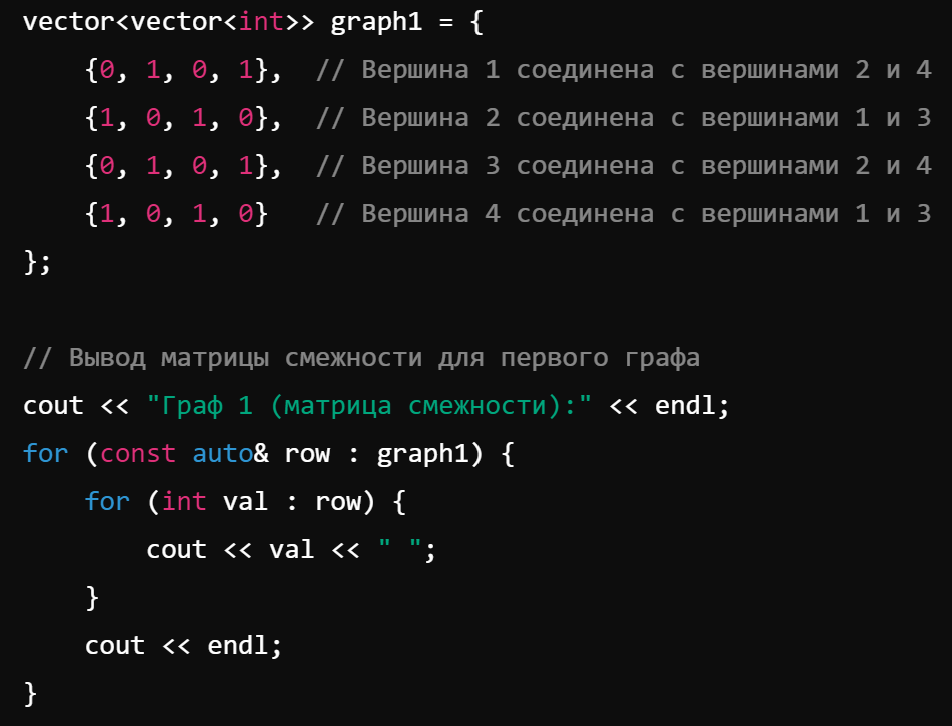 vector<vector<int>> graph1 = {
    {0, 1, 0, 1},  // Вершина 1 соединена с вершинами 2 и 4
    {1, 0, 1, 0},  // Вершина 2 соединена с вершинами 1 и 3
    {0, 1, 0, 1},  // Вершина 3 соединена с вершинами 2 и 4
    {1, 0, 1, 0}   // Вершина 4 соединена с вершинами 1 и 3
};

// Вывод матрицы смежности для первого графа
cout << "Граф 1 (матрица смежности):" << endl;
for (const auto& row : graph1) {
    for (int val : row) {
        cout << val << " ";
    }
    cout << endl;
}